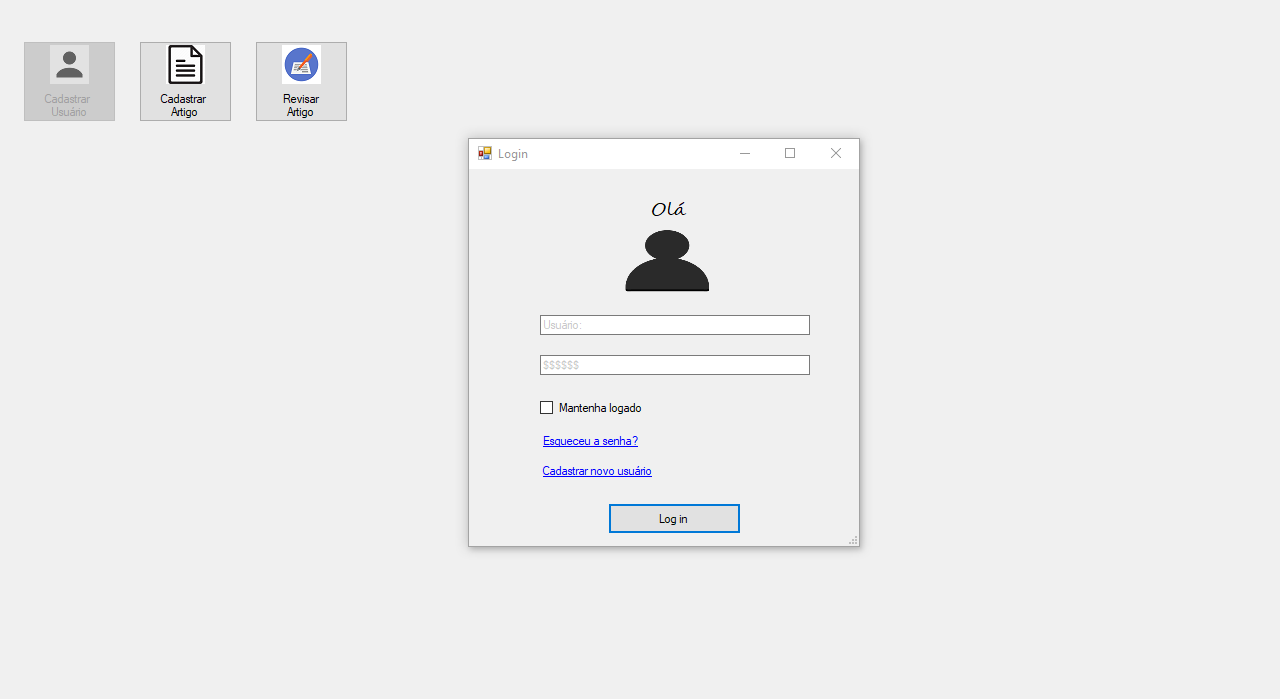 Cadastrar
Usuário
Cadastrar
Artigo
Revisar
Artigo
Login
Olá
Usuário:
$$$$$$
Mantenha logado
Esqueceu a senha?
Cadastrar novo usuário
Log in